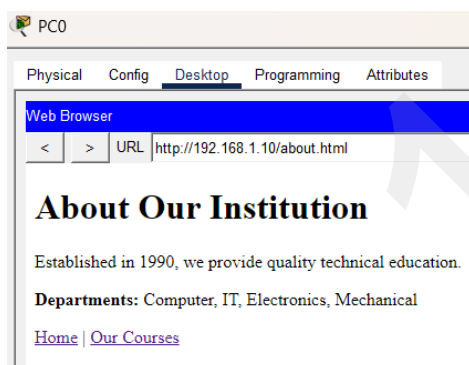 PC0
Physical Config Desktop Programming Attributes
Web Browser
< > URL http://192.168.1.10/about.html
About Our Institution
Established in 1990, we provide quality technical education.
Departments: Computer, IT, Electronics, Mechanical
Home | Our Courses